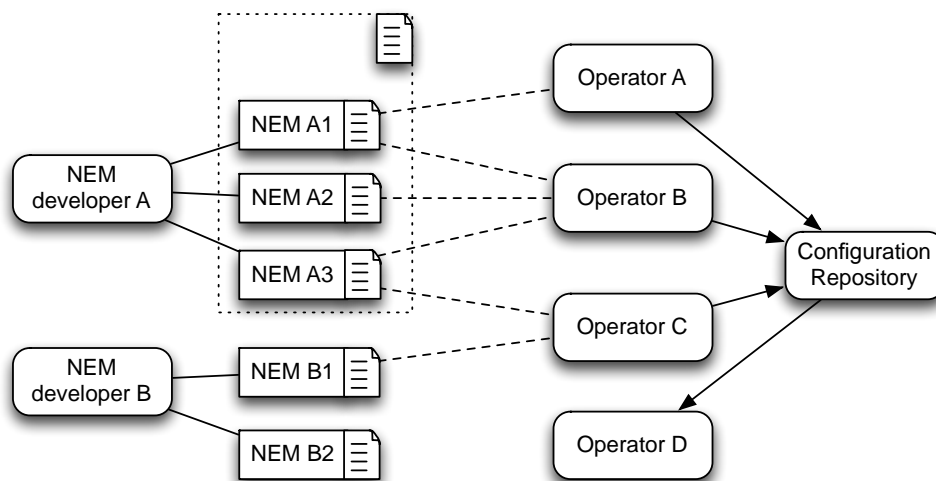 NEM
developer A
NEM A1
NEM A2
NEM A3
NEM
developer B
NEM B1
NEM B2
Operator A
Operator B
Operator C
Operator D
Configuration
Repository